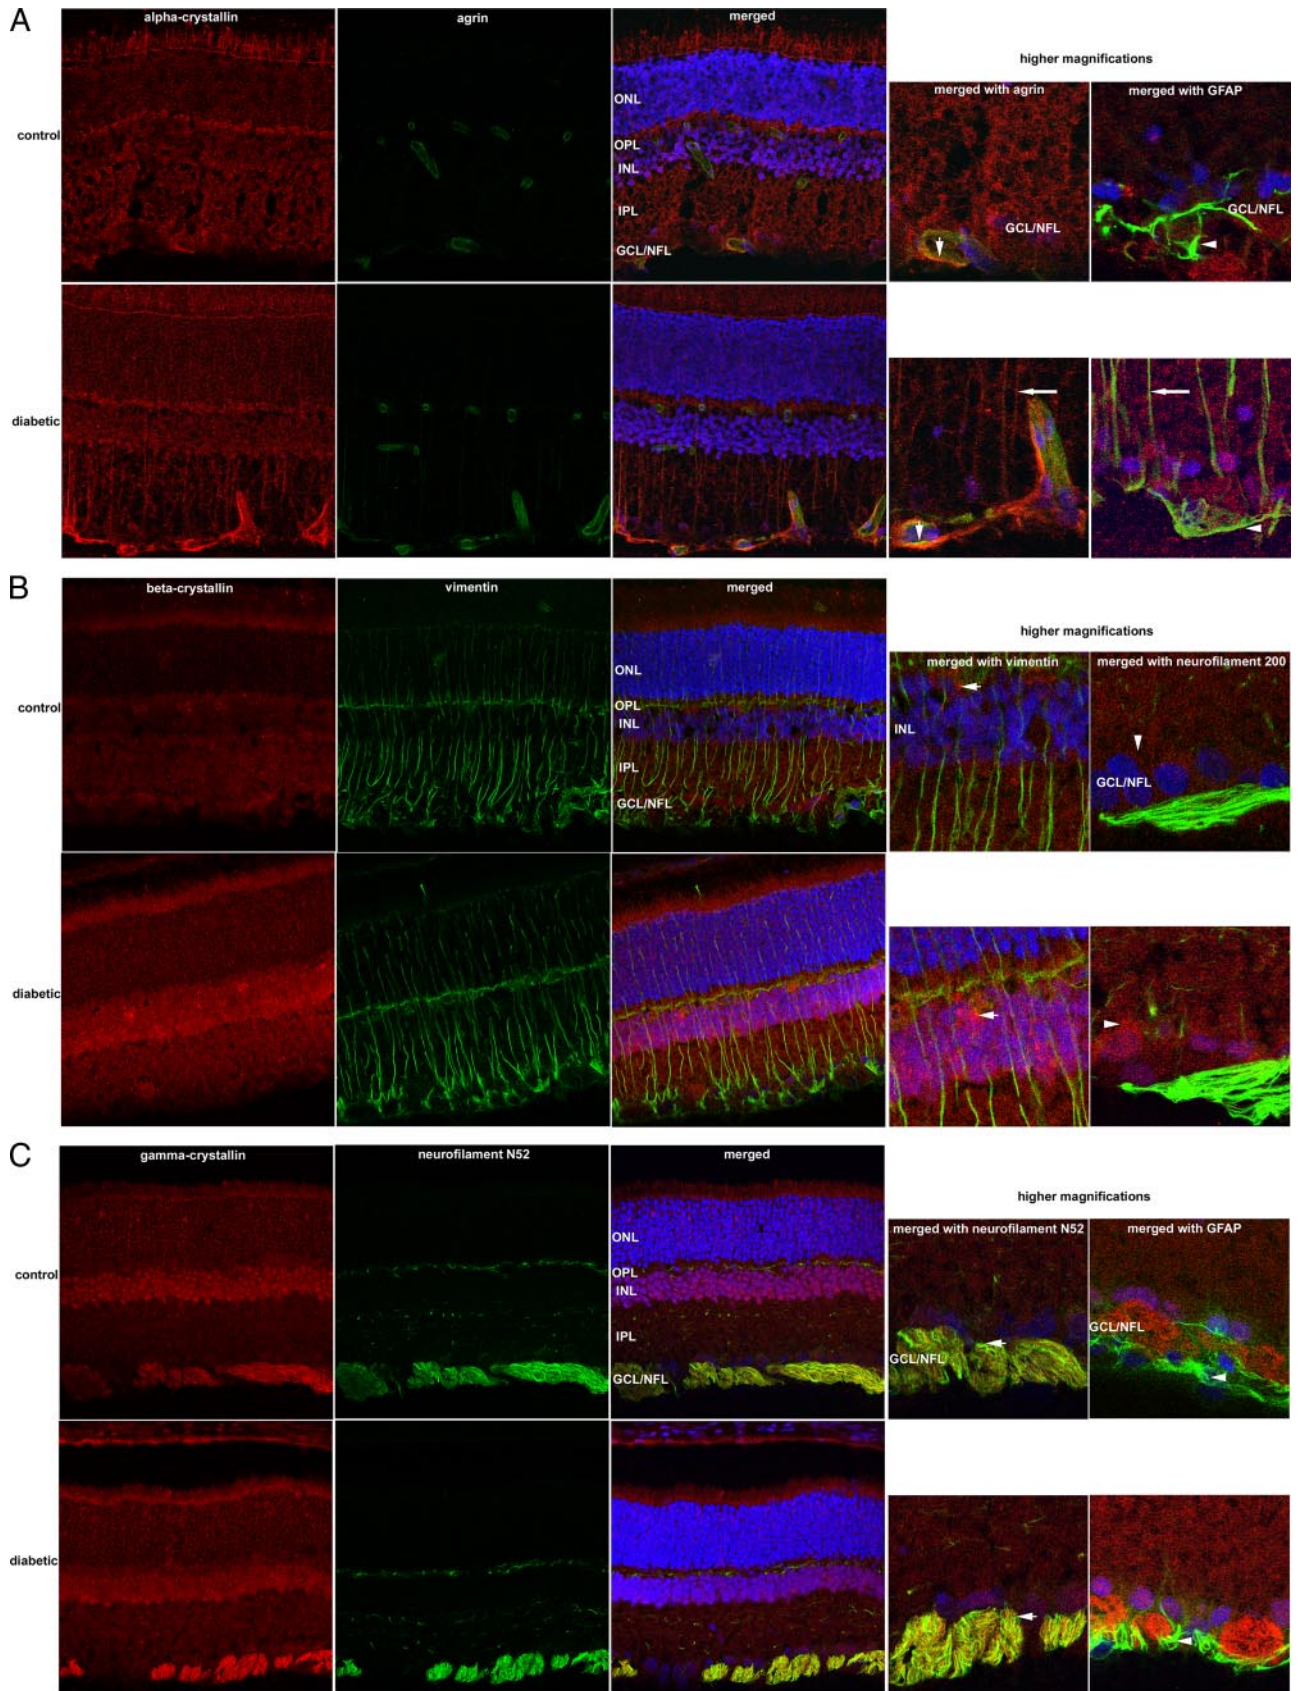 A
alpha-crystallin agrin merged
higher magnifications
merged with agrin merged with GFAP
control
ONL
OPL
INL
IPL
GCL/NFL
GCL/NFL
GCL/NFL
diabetic
B
beta-crystallin vimentin merged
higher magnifications
merged with vimentin merged with neurofilament 200
control
ONL
OPL
INL
IPL
GCL/NFL
INL
GCL/NFL
diabetic
C
gamma-crystallin neurofilament N52 merged
higher magnifications
merged with neurofilament N52 merged with GFAP
control
ONL
OPL
INL
IPL
GCL/NFL
GCL/NFL
GCL/NFL
diabetic